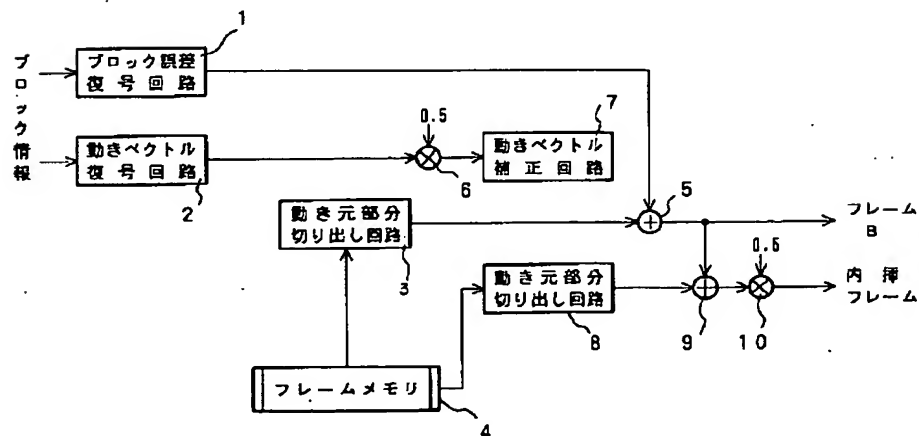 1
ブロック情報
ブロック誤差
復号回路
動きベクトル
復号回路
2
0.5
6
7
動きベクトル
補正回路
5
フレーム
B
動き元部分
切り出し回路
3
動き元部分
切り出し回路
8
0.5
9
10
内挿
フレーム
フレームメモリ
4